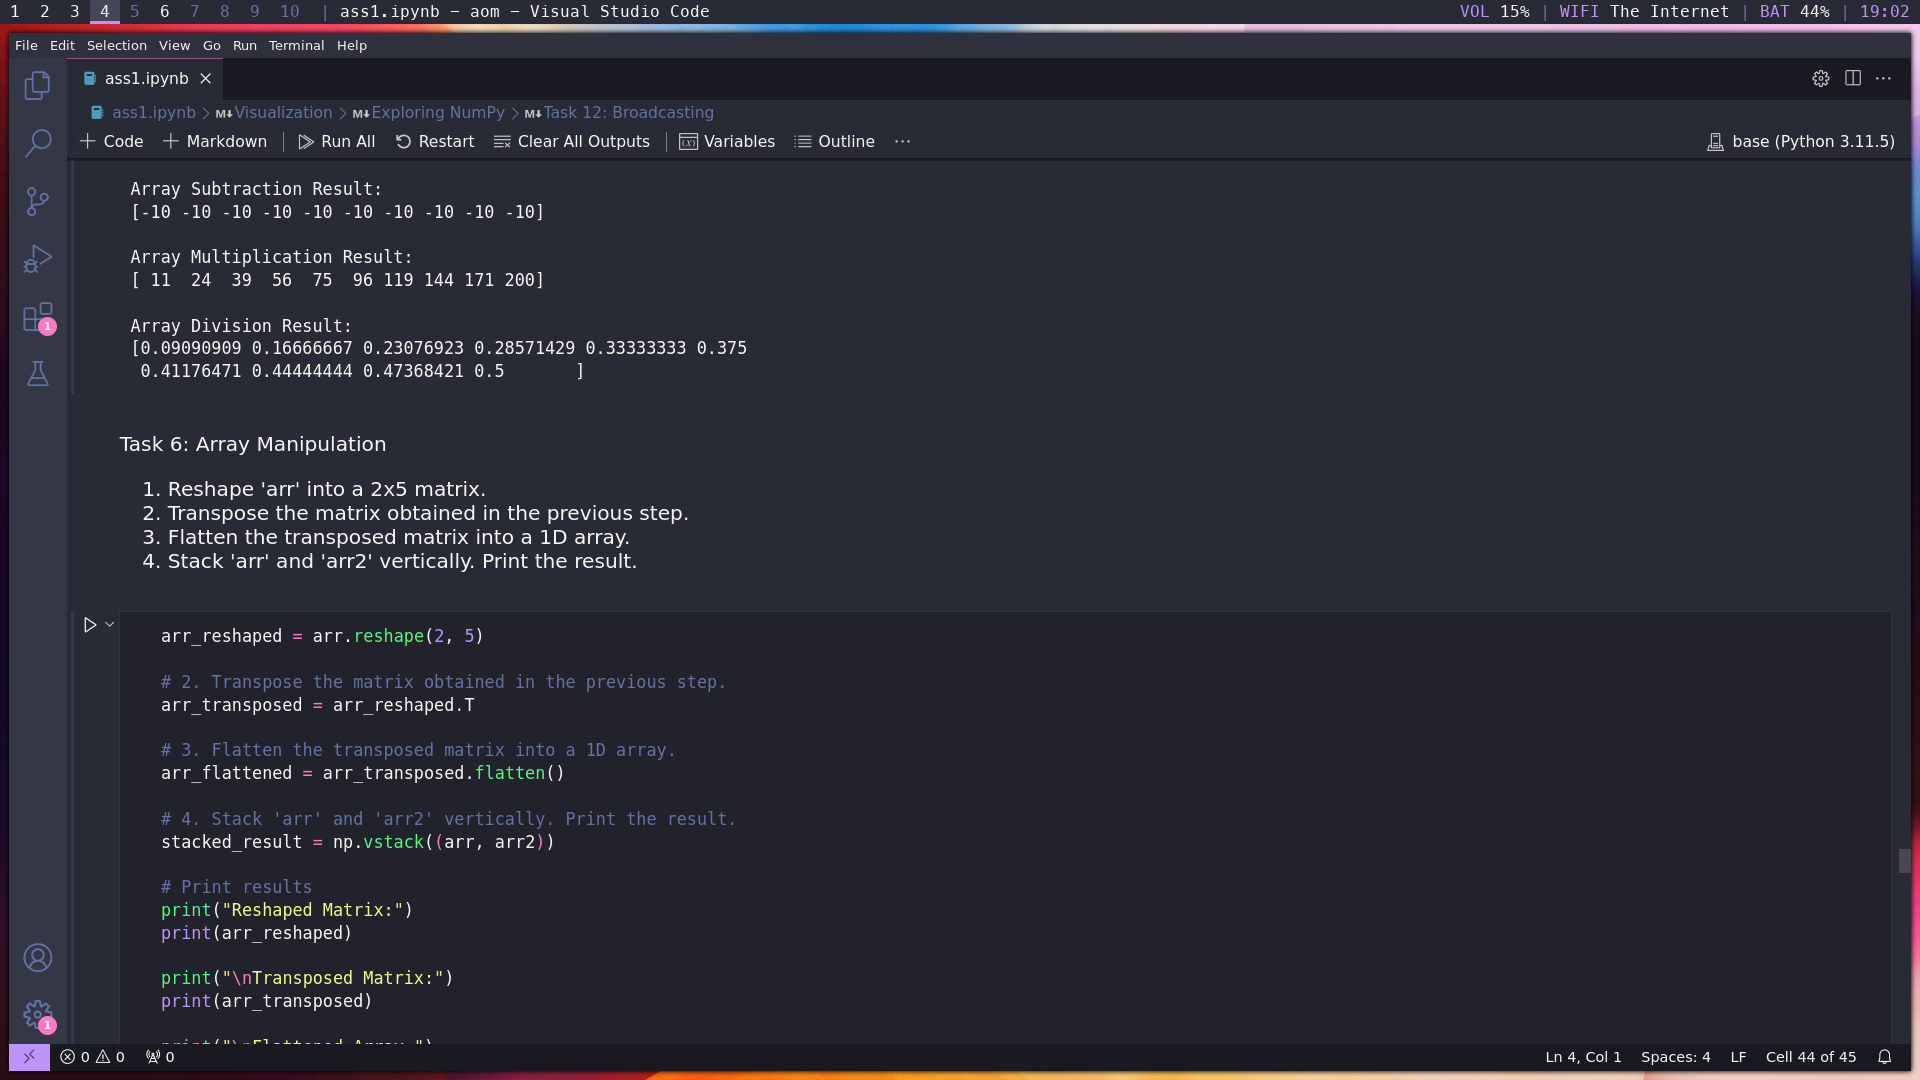 1 2 3 4 5 6 7 8 9 10 | ass1.ipynb — aom — Visual Studio Code
VOL 15% | WIFI The Internet | BAT 44% | 19:02
File Edit Selection View Go Run Terminal Help
ass1.ipynb
ass1.ipynb > M↓Visualization > M↓Exploring NumPy > M↓Task 12: Broadcasting
+ Code + Markdown | Run All Restart Clear All Outputs | Variables Outline ···
base (Python 3.11.5)
Array Subtraction Result:
[-10 -10 -10 -10 -10 -10 -10 -10 -10 -10]
Array Multiplication Result:
[ 11  24  39  56  75  96 119 144 171 200]
Array Division Result:
[0.09090909 0.16666667 0.23076923 0.28571429 0.33333333 0.375
 0.41176471 0.44444444 0.47368421 0.5       ]
Task 6: Array Manipulation
1. Reshape 'arr' into a 2x5 matrix.
2. Transpose the matrix obtained in the previous step.
3. Flatten the transposed matrix into a 1D array.
4. Stack 'arr' and 'arr2' vertically. Print the result.
arr_reshaped = arr.reshape(2, 5)
# 2. Transpose the matrix obtained in the previous step.
arr_transposed = arr_reshaped.T
# 3. Flatten the transposed matrix into a 1D array.
arr_flattened = arr_transposed.flatten()
# 4. Stack 'arr' and 'arr2' vertically. Print the result.
stacked_result = np.vstack((arr, arr2))
# Print results
print("Reshaped Matrix:")
print(arr_reshaped)
print("\nTransposed Matrix:")
print(arr_transposed)
print("\nFlattened Array:")
1
1
0 0 0
Ln 4, Col 1 Spaces: 4 LF Cell 44 of 45